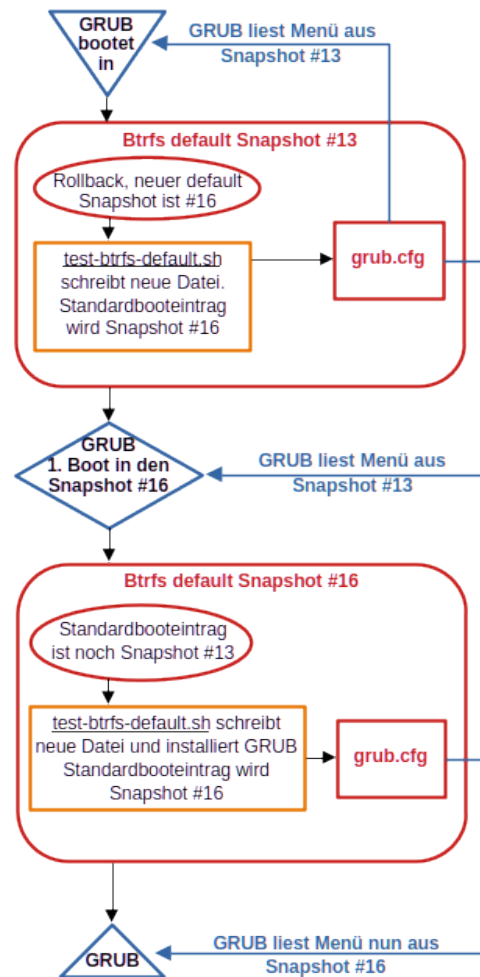 GRUB
bootet
in
GRUB liest Menü aus
Snapshot #13
Btrfs default Snapshot #13
Rollback, neuer default
Snapshot ist #16
test-btrfs-default.sh
schreibt neue Datei.
Standardbooteintrag
wird Snapshot #16
grub.cfg
GRUB
1. Boot in den
Snapshot #16
GRUB liest Menü aus
Snapshot #13
Btrfs default Snapshot #16
Standardbooteintrag
ist noch Snapshot #13
test-btrfs-default.sh schreibt
neue Datei und installiert GRUB
Standardbooteintrag wird
Snapshot #16
grub.cfg
GRUB
GRUB liest Menü nun aus
Snapshot #16